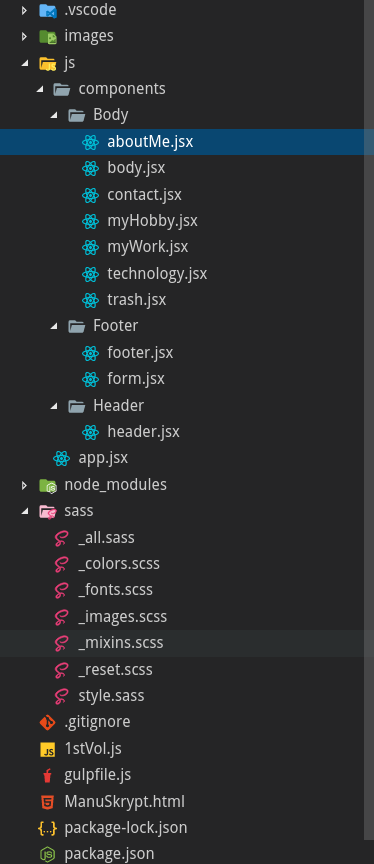 .vscode
images
js
components
Body
aboutMe.jsx
body.jsx
contact.jsx
myHobby.jsx
myWork.jsx
technology.jsx
trash.jsx
Footer
footer.jsx
form.jsx
Header
header.jsx
app.jsx
node_modules
sass
_all.sass
_colors.scss
_fonts.scss
_images.scss
_mixins.scss
_reset.scss
style.sass
.gitignore
JS 1stVol.js
gulpfile.js
ManuSkrypt.html
{..} package-lock.json
package.json